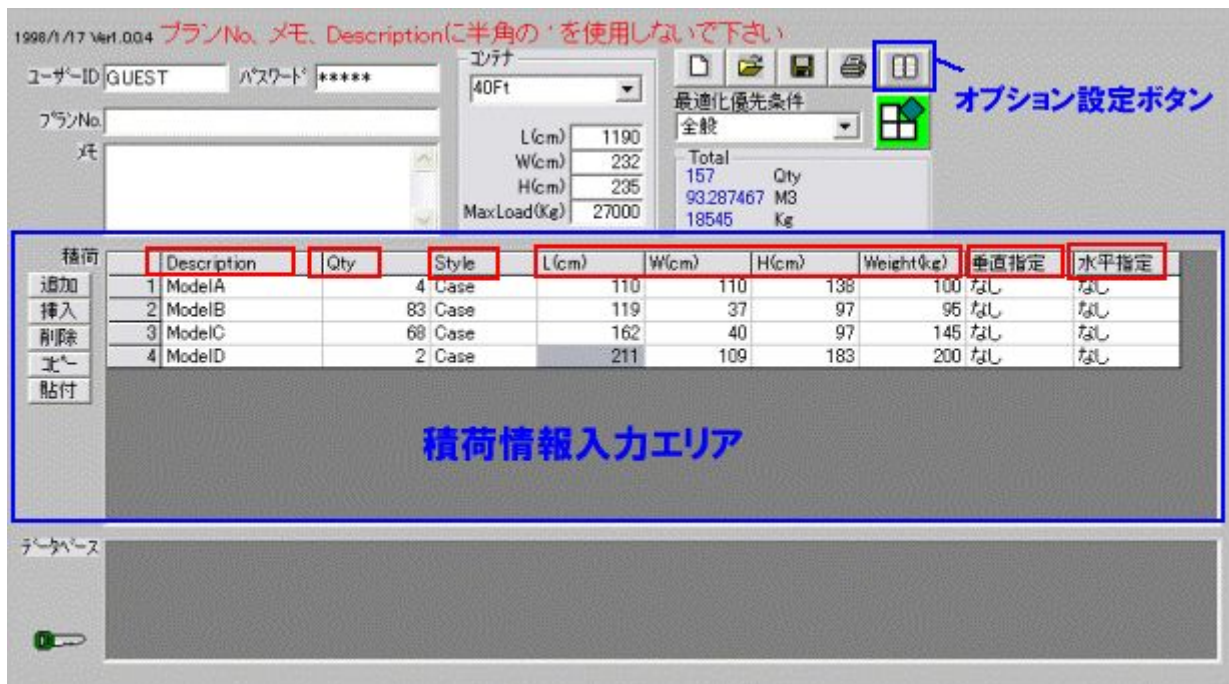 1998/1/17 Ver1.0.0.4 プランNo、メモ、Descriptionに半角の ' を使用しないで下さい
ユーザーID GUEST パスワード *****
プランNo.
メモ
コンテナ
40Ft
L(cm) 1190
W(cm) 232
H(cm) 235
MaxLoad(Kg) 27000
最適化優先条件
全般
オプション設定ボタン
Total
157 Qty
93.287467 M3
18545 Kg
積荷
追加
挿入
削除
コピー
貼付
Description Qty Style L(cm) W(cm) H(cm) Weight(kg) 垂直指定 水平指定
1 ModelA 4 Case 110 110 138 100 なし なし
2 ModelB 83 Case 119 37 97 95 なし なし
3 ModelC 68 Case 162 40 97 145 なし なし
4 ModelD 2 Case 211 109 183 200 なし なし
積荷情報入力エリア
データベース